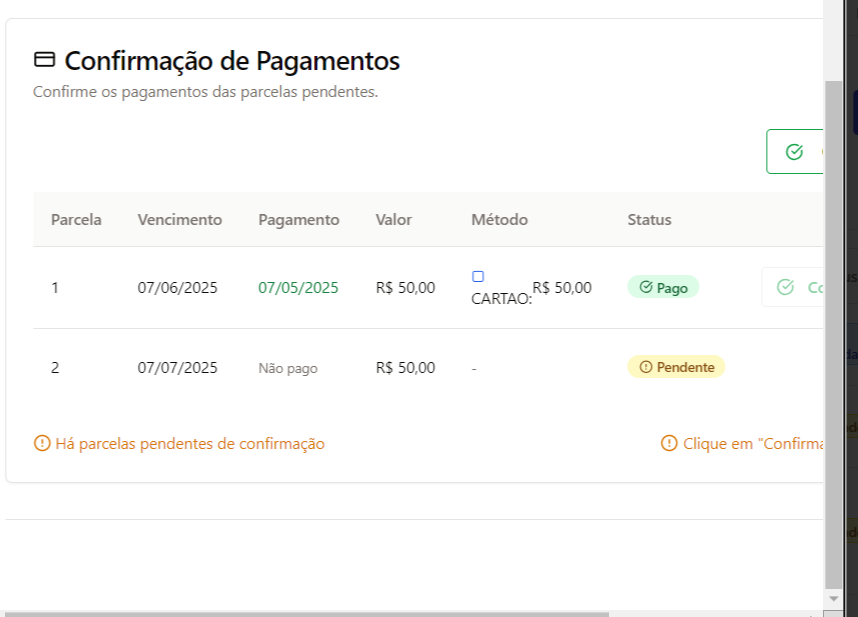 Confirmação de Pagamentos
Confirme os pagamentos das parcelas pendentes.
Parcela Vencimento Pagamento Valor Método Status
1 07/06/2025 07/05/2025 R$ 50,00 CARTAO: R$ 50,00 Pago
2 07/07/2025 Não pago R$ 50,00 - Pendente
Há parcelas pendentes de confirmação Clique em "Confirma